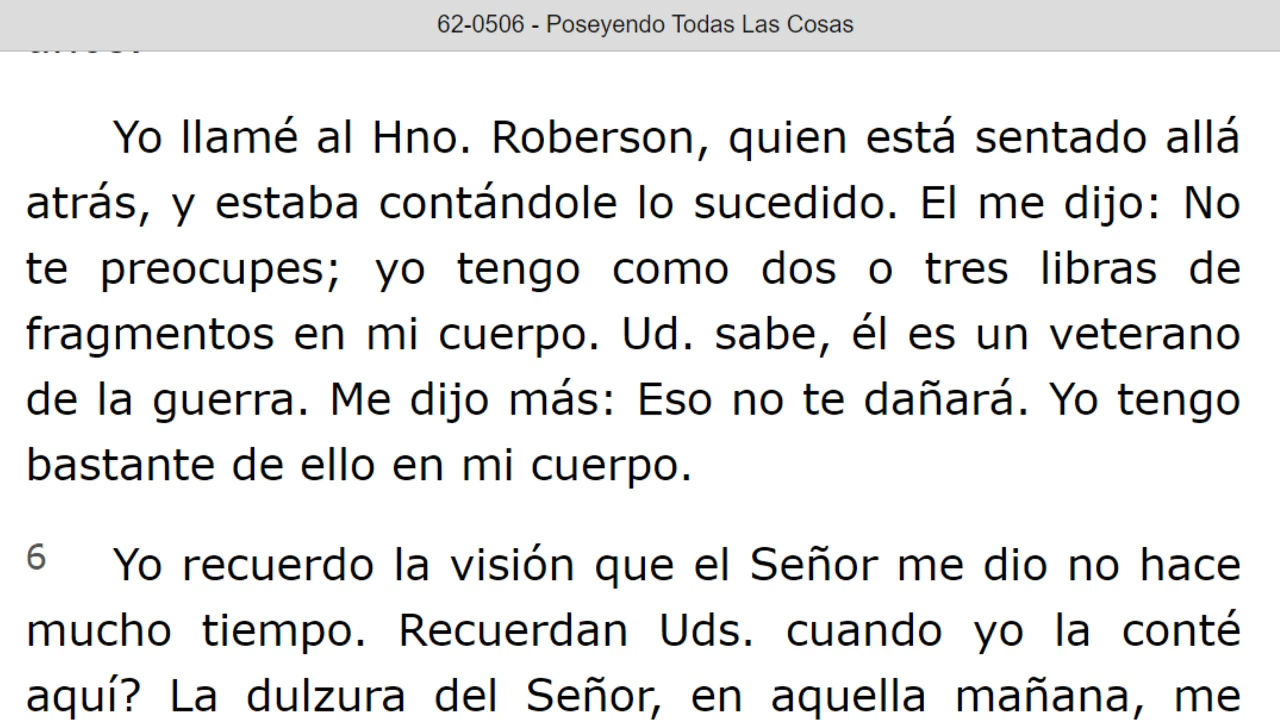 62-0506 - Poseyendo Todas Las Cosas
Yo llamé al Hno. Roberson, quien está sentado allá
atrás, y estaba contándole lo sucedido. El me dijo: No
te preocupes; yo tengo como dos o tres libras de
fragmentos en mi cuerpo. Ud. sabe, él es un veterano
de la guerra. Me dijo más: Eso no te dañará. Yo tengo
bastante de ello en mi cuerpo.
6 Yo recuerdo la visión que el Señor me dio no hace
mucho tiempo. Recuerdan Uds. cuando yo la conté
aquí? La dulzura del Señor, en aquella mañana, me